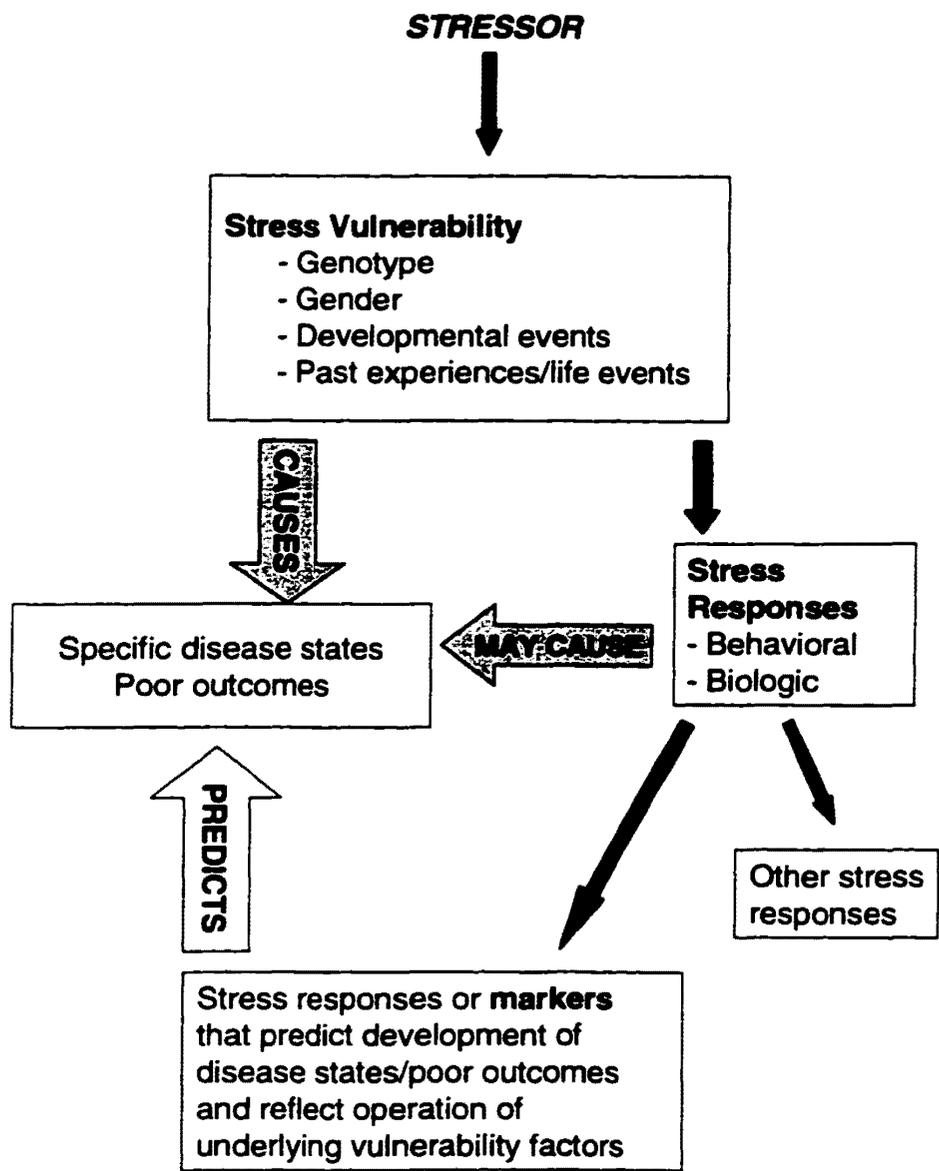 STRESSOR
Stress Vulnerability
- Genotype
- Gender
- Developmental events
- Past experiences/life events
CAUSES
Stress
Responses
- Behavioral
- Biologic
MAY CAUSE
Specific disease states
Poor outcomes
PREDICTS
Other stress
responses
Stress responses or markers
that predict development of
disease states/poor outcomes
and reflect operation of
underlying vulnerability factors